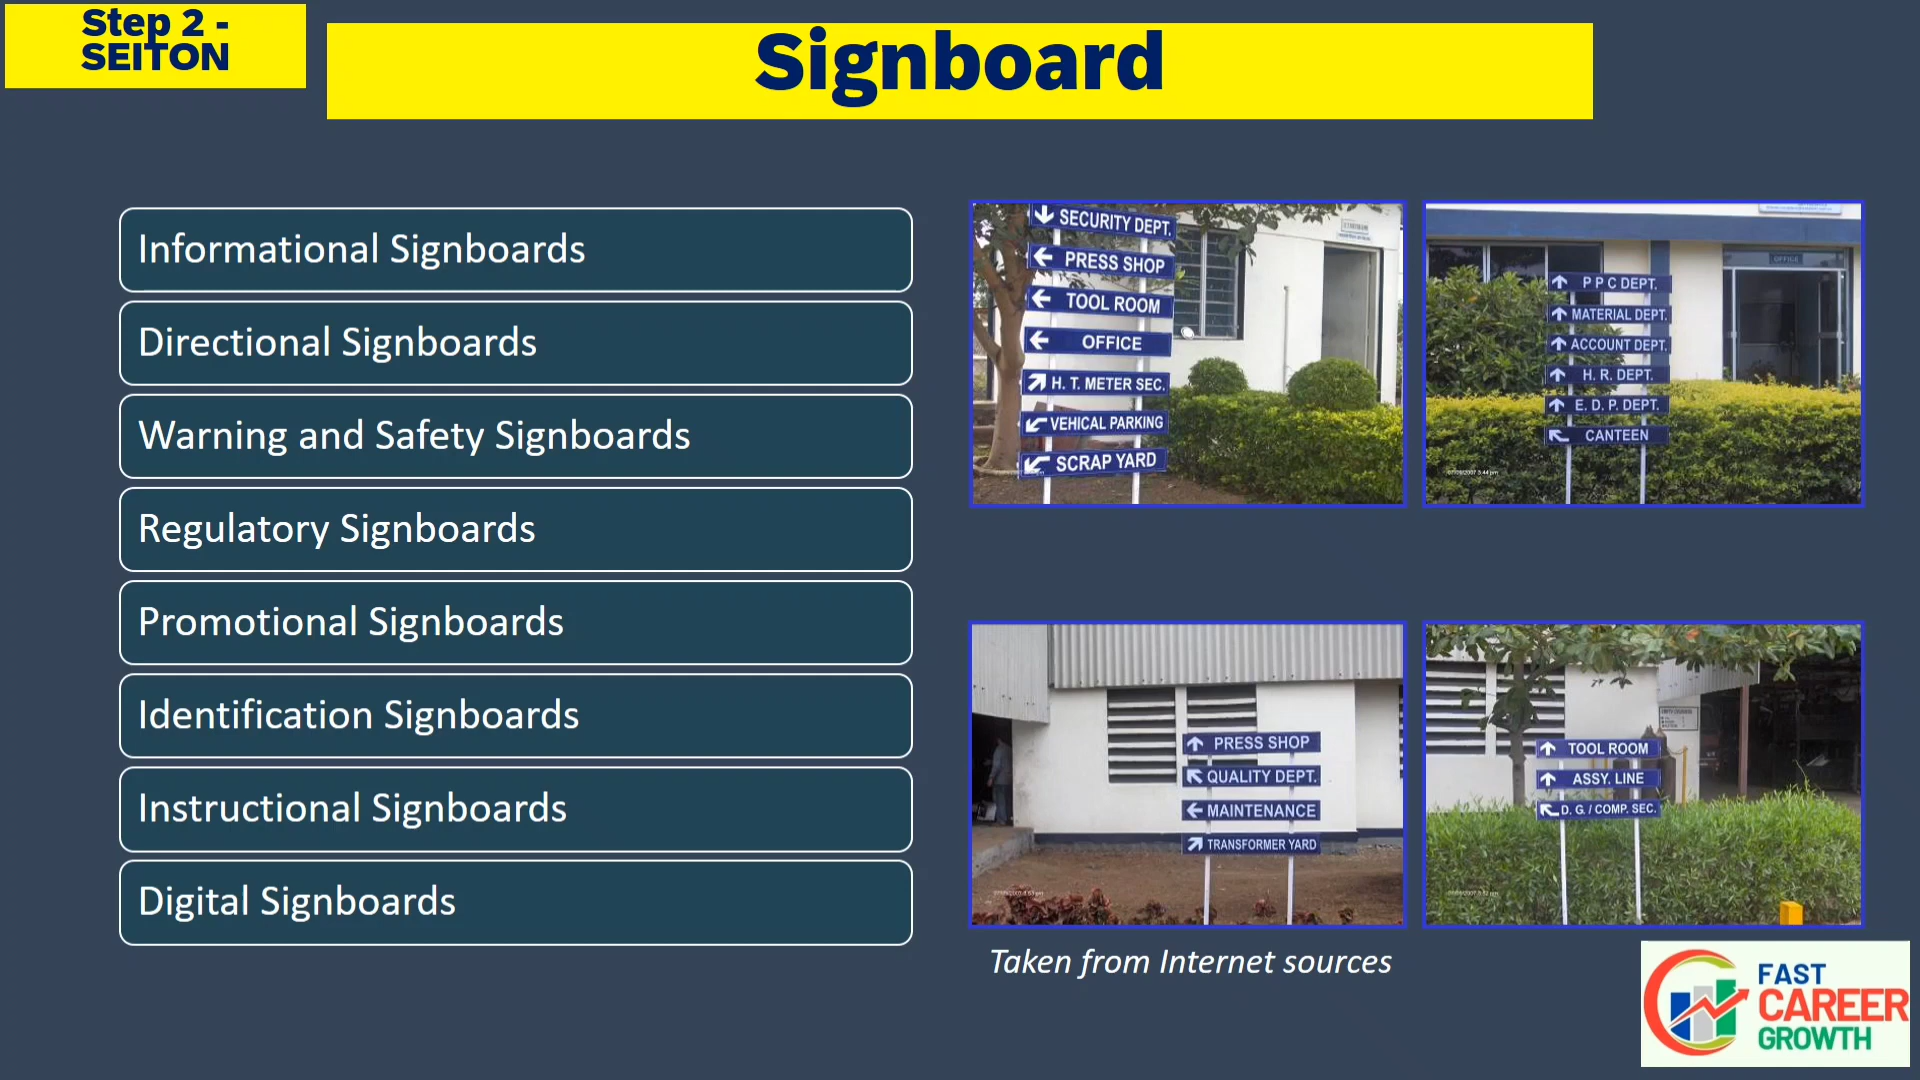 Step 2 -
SEITON
Signboard
Informational Signboards
Directional Signboards
Warning and Safety Signboards
Regulatory Signboards
Promotional Signboards
Identification Signboards
Instructional Signboards
Digital Signboards
SECURITY DEPT.
PRESS SHOP
TOOL ROOM
OFFICE
H. T. METER SEC.
VEHICAL PARKING
SCRAP YARD
OFFICE
P P C DEPT.
MATERIAL DEPT.
ACCOUNT DEPT.
H. R. DEPT.
E. D. P. DEPT.
CANTEEN
PRESS SHOP
QUALITY DEPT.
MAINTENANCE
TRANSFORMER YARD
TOOL ROOM
ASSY. LINE
D. G. / COMP. SEC.
Taken from Internet sources
FAST
CAREER
GROWTH